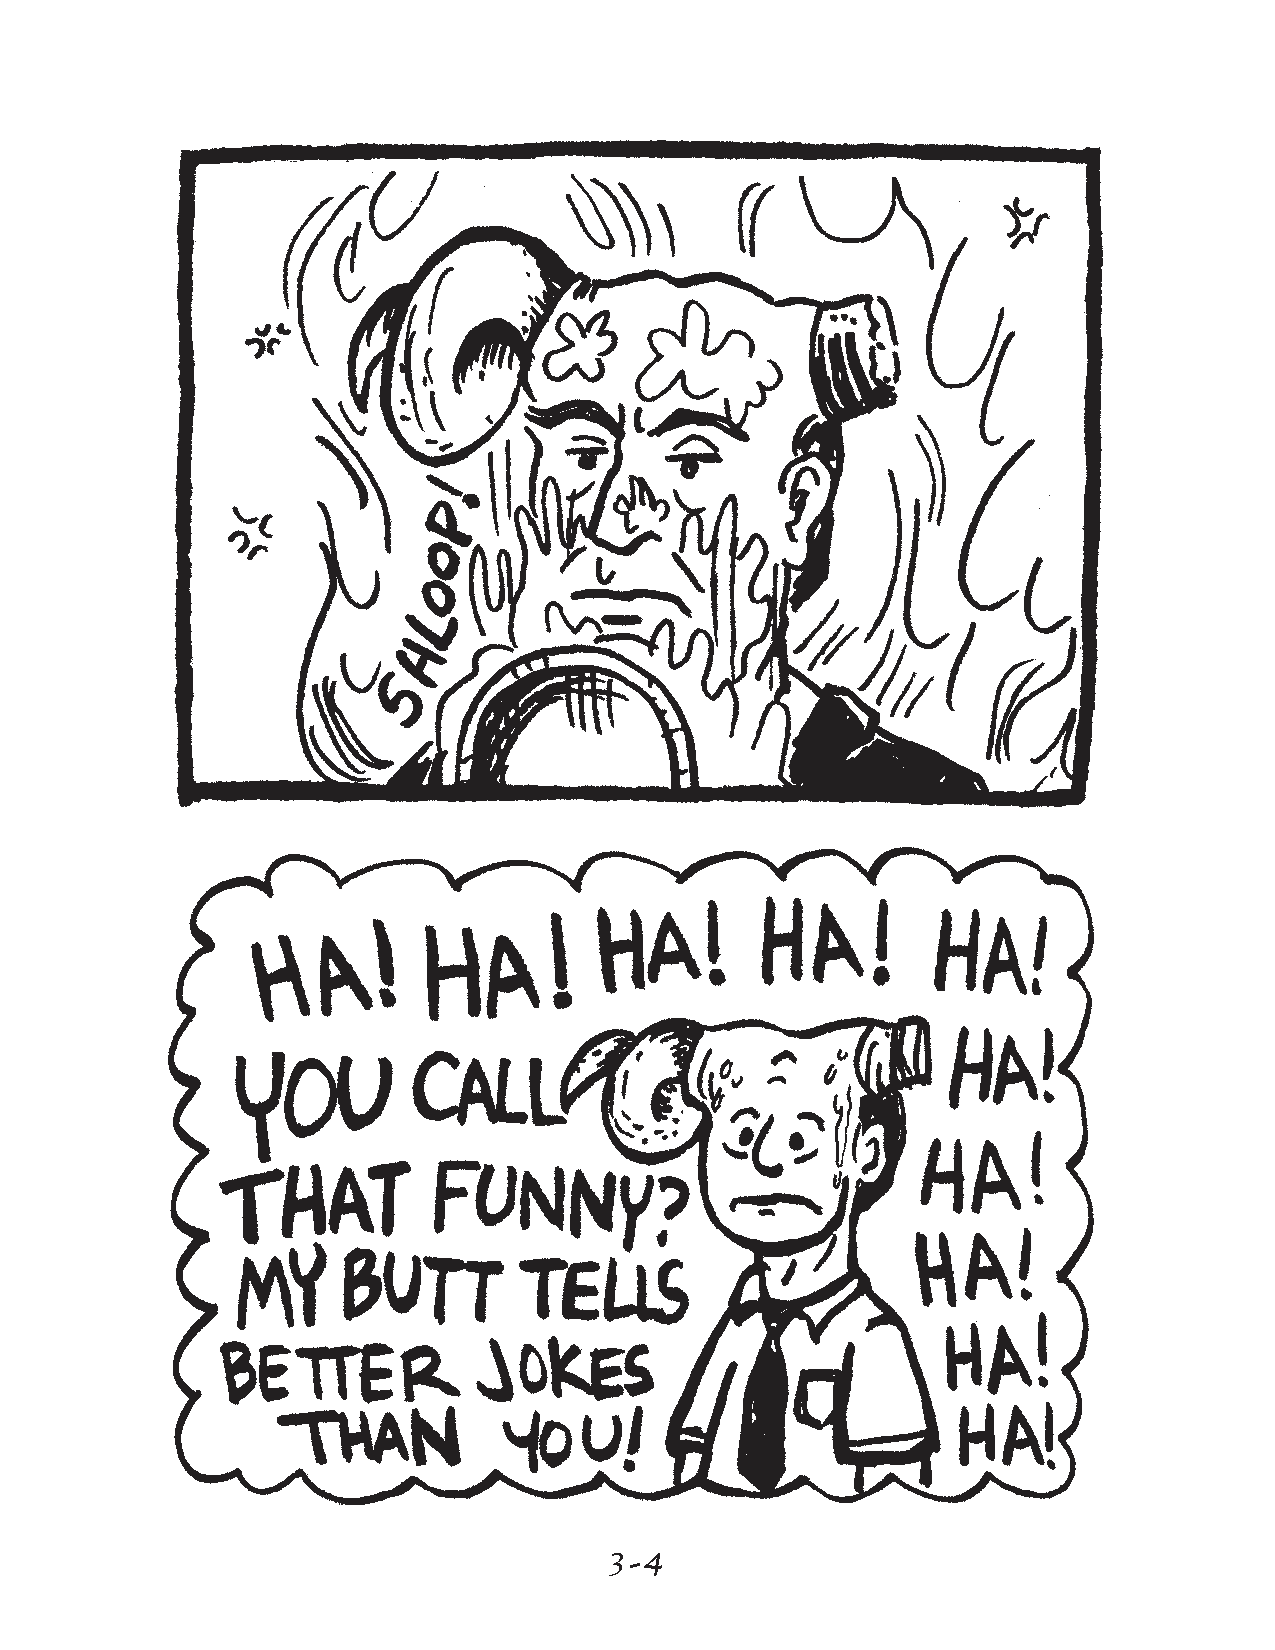 SHLOOP!
HA! HA! HA! HA! HA!
YOU CALL HA!
THAT FUNNY? HA!
MY BUTT TELLS HA!
BETTER JOKES HA!
THAN YOU! HA!
3-4